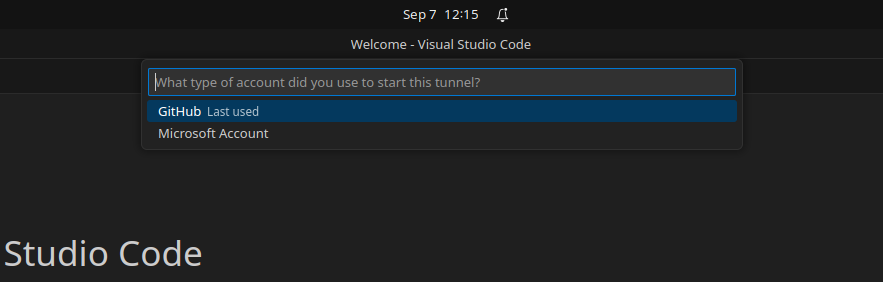 Sep 7 12:15
Welcome - Visual Studio Code
What type of account did you use to start this tunnel?
GitHub Last used
Microsoft Account
Studio Code